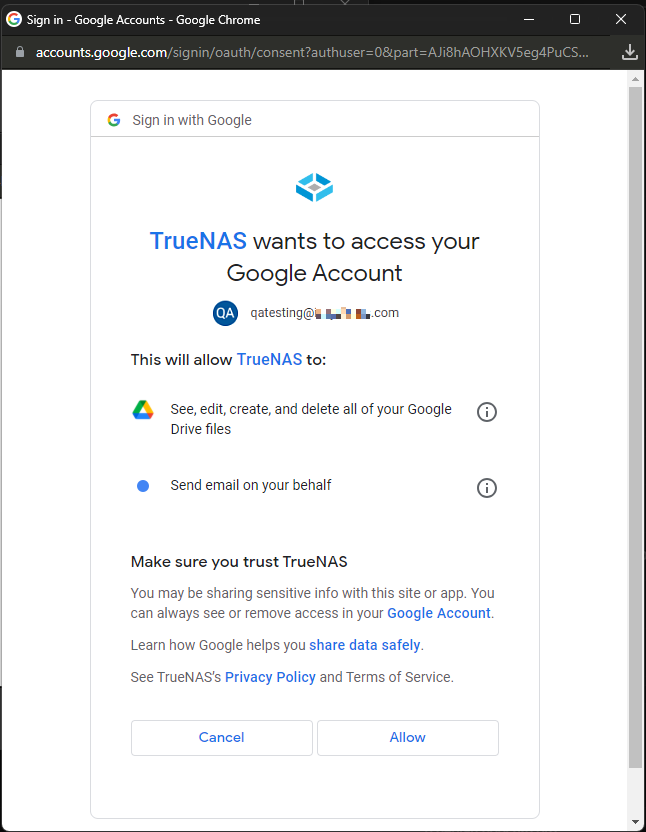 Sign in - Google Accounts - Google Chrome
accounts.google.com/signin/oauth/consent?authuser=0&part=AJi8hAOHXKV5eg4PuCS...
Sign in with Google
TrueNAS wants to access your
Google Account
QA qatesting@ .com
This will allow TrueNAS to:
See, edit, create, and delete all of your Google
Drive files
Send email on your behalf
Make sure you trust TrueNAS
You may be sharing sensitive info with this site or app. You
can always see or remove access in your Google Account.
Learn how Google helps you share data safely.
See TrueNAS's Privacy Policy and Terms of Service.
Cancel Allow